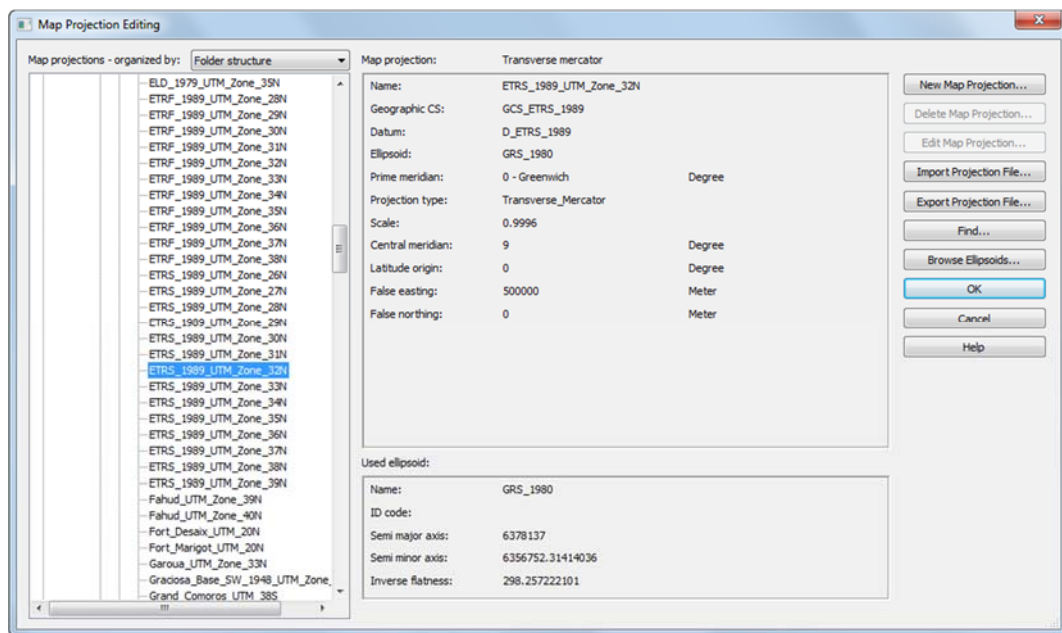 Map Projection Editing
Map projections - organized by: Folder structure
ELD_1979_UTM_Zone_35N
ETRF_1989_UTM_Zone_28N
ETRF_1989_UTM_Zone_29N
ETRF_1989_UTM_Zone_30N
ETRF_1989_UTM_Zone_31N
ETRF_1989_UTM_Zone_32N
ETRF_1989_UTM_Zone_33N
ETRF_1989_UTM_Zone_34N
ETRF_1989_UTM_Zone_35N
ETRF_1989_UTM_Zone_36N
ETRF_1989_UTM_Zone_37N
ETRF_1989_UTM_Zone_38N
ETRS_1989_UTM_Zone_26N
ETRS_1989_UTM_Zone_27N
ETRS_1989_UTM_Zone_28N
ETRS_1989_UTM_Zone_29N
ETRS_1989_UTM_Zone_30N
ETRS_1989_UTM_Zone_31N
ETRS_1989_UTM_Zone_32N
ETRS_1989_UTM_Zone_33N
ETRS_1989_UTM_Zone_34N
ETRS_1989_UTM_Zone_35N
ETRS_1989_UTM_Zone_36N
ETRS_1989_UTM_Zone_37N
ETRS_1989_UTM_Zone_38N
ETRS_1989_UTM_Zone_39N
Fahud_UTM_Zone_39N
Fahud_UTM_Zone_40N
Fort_Desaix_UTM_20N
Fort_Marigot_UTM_20N
Garoua_UTM_Zone_33N
Graciosa_Base_SW_1948_UTM_Zone_
Grand_Comoros_UTM_38S
Map projection: Transverse mercator
Name: ETRS_1989_UTM_Zone_32N
Geographic CS: GCS_ETRS_1989
Datum: D_ETRS_1989
Ellipsoid: GRS_1980
Prime meridian: 0 - Greenwich Degree
Projection type: Transverse_Mercator
Scale: 0.9996
Central meridian: 9 Degree
Latitude origin: 0 Degree
False easting: 500000 Meter
False northing: 0 Meter
Used ellipsoid:
Name: GRS_1980
ID code:
Semi major axis: 6378137
Semi minor axis: 6356752.31414036
Inverse flatness: 298.257222101
New Map Projection...
Delete Map Projection...
Edit Map Projection...
Import Projection File...
Export Projection File...
Find...
Browse Ellipsoids...
OK
Cancel
Help